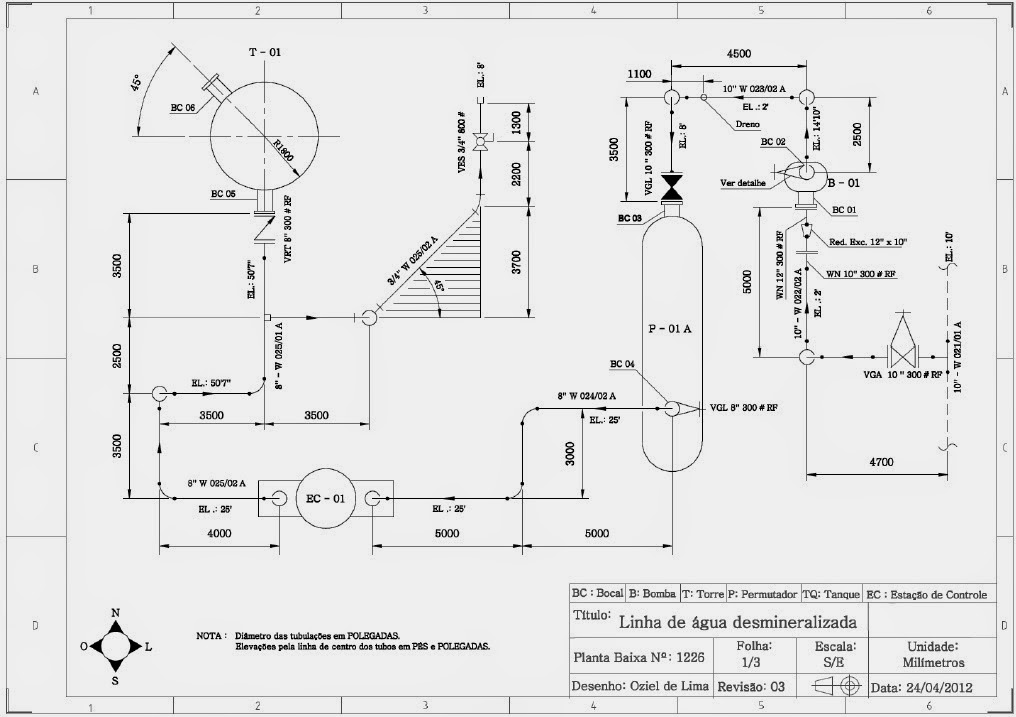 1 2 3 4 5 6
A
B
C
D
A
B
C
D
T - 01
45°
BC 06
R1800
BC 05
VRT 8" 300 # RF
3500
EL.: 50'7"
2500
8" - W 025/01 A
EL.: 50'7"
3500
3500
3500
8" W 025/02 A
EL .: 25'
4000
EC - 01
EL .: 25'
5000
5000
EL.: 8'
VES 3/4" 800 #
1300
2200
3700
3/4" W 025/02 A
45°
4500
1100
10" W 023/02 A
EL .: 2'
Dreno
3500
EL.: 8'
VGL 10 " 300 # RF
BC 03
P - 01 A
BC 04
VGL 8" 300 # RF
8" W 024/02 A
EL.: 25'
3000
EL.: 14'10"
2500
BC 02
Ver detalhe
B - 01
BC 01
Red. Exc. 12" x 10"
WN 12" 300 # RF
WN 10" 300 # RF
5000
10" - W 022/02 A
EL .: 2'
EL.: 10'
VGA 10 " 300 # RF
10" - W 021/01 A
4700
N
O L
S
NOTA : Diâmetro das tubulações em POLEGADAS.
Elevações pela linha de centro dos tubos em PÉS e POLEGADAS.
BC : Bocal B: Bomba T: Torre P: Permutador TQ: Tanque EC : Estação de Controle
Título: Linha de água desmineralizada
Planta Baixa Nº: 1226 Folha: 1/3 Escala: S/E Unidade: Milímetros
Desenho: Oziel de Lima Revisão: 03 Data: 24/04/2012
1 2 3 4 5 6